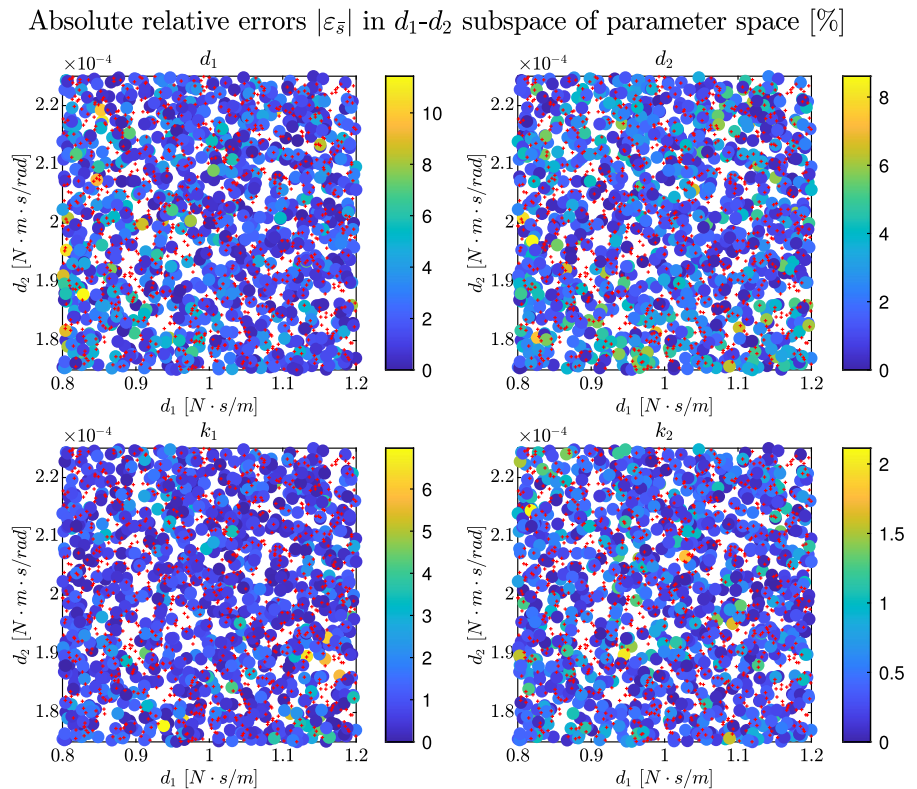 Absolute relative errors |ε_s̄| in d₁-d₂ subspace of parameter space [%]
×10⁻⁴ d₁
2.2
2.1
2
1.9
1.8
d₂ [N · m · s/rad]
0.8 0.9 1 1.1 1.2
d₁ [N · s/m]
10
8
6
4
2
0
×10⁻⁴ d₂
2.2
2.1
2
1.9
1.8
d₂ [N · m · s/rad]
0.8 0.9 1 1.1 1.2
d₁ [N · s/m]
8
6
4
2
0
×10⁻⁴ k₁
2.2
2.1
2
1.9
1.8
d₂ [N · m · s/rad]
0.8 0.9 1 1.1 1.2
d₁ [N · s/m]
6
5
4
3
2
1
0
×10⁻⁴ k₂
2.2
2.1
2
1.9
1.8
d₂ [N · m · s/rad]
0.8 0.9 1 1.1 1.2
d₁ [N · s/m]
2
1.5
1
0.5
0